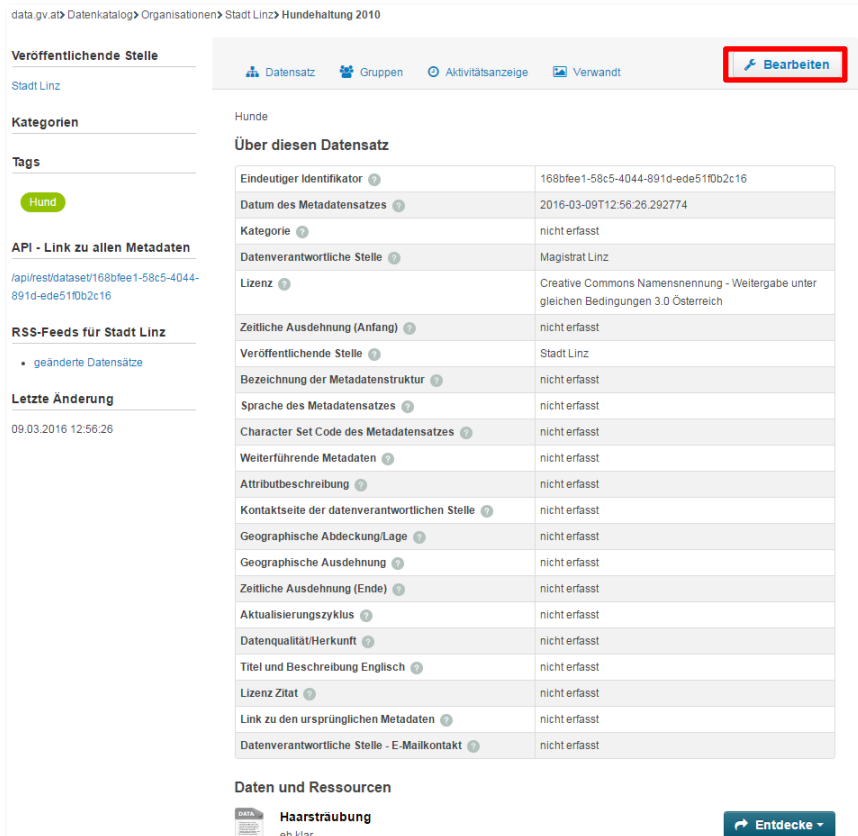 data.gv.at> Datenkatalog> Organisationen> Stadt Linz> Hundehaltung 2010
Veröffentlichende Stelle
Stadt Linz
Kategorien
Tags
Hund
API - Link zu allen Metadaten
/api/rest/dataset/168bfee1-58c5-4044-
891d-ede51f0b2c16
RSS-Feeds für Stadt Linz
• geänderte Datensätze
Letzte Änderung
09.03.2016 12:56:26
Datensatz Gruppen Aktivitätsanzeige Verwandt Bearbeiten
Hunde
Über diesen Datensatz
Eindeutiger Identifikator ? 168bfee1-58c5-4044-891d-ede51f0b2c16
Datum des Metadatensatzes ? 2016-03-09T12:56:26.292774
Kategorie ? nicht erfasst
Datenverantwortliche Stelle ? Magistrat Linz
Lizenz ? Creative Commons Namensnennung - Weitergabe unter
gleichen Bedingungen 3.0 Österreich
Zeitliche Ausdehnung (Anfang) ? nicht erfasst
Veröffentlichende Stelle ? Stadt Linz
Bezeichnung der Metadatenstruktur ? nicht erfasst
Sprache des Metadatensatzes ? nicht erfasst
Character Set Code des Metadatensatzes ? nicht erfasst
Weiterführende Metadaten ? nicht erfasst
Attributbeschreibung ? nicht erfasst
Kontaktseite der datenverantwortlichen Stelle ? nicht erfasst
Geographische Abdeckung/Lage ? nicht erfasst
Geographische Ausdehnung ? nicht erfasst
Zeitliche Ausdehnung (Ende) ? nicht erfasst
Aktualisierungszyklus ? nicht erfasst
Datenqualität/Herkunft ? nicht erfasst
Titel und Beschreibung Englisch ? nicht erfasst
Lizenz Zitat ? nicht erfasst
Link zu den ursprünglichen Metadaten ? nicht erfasst
Datenverantwortliche Stelle - E-Mailkontakt ? nicht erfasst
Daten und Ressourcen
DATA
Haarsträubung
eh klar
Entdecke